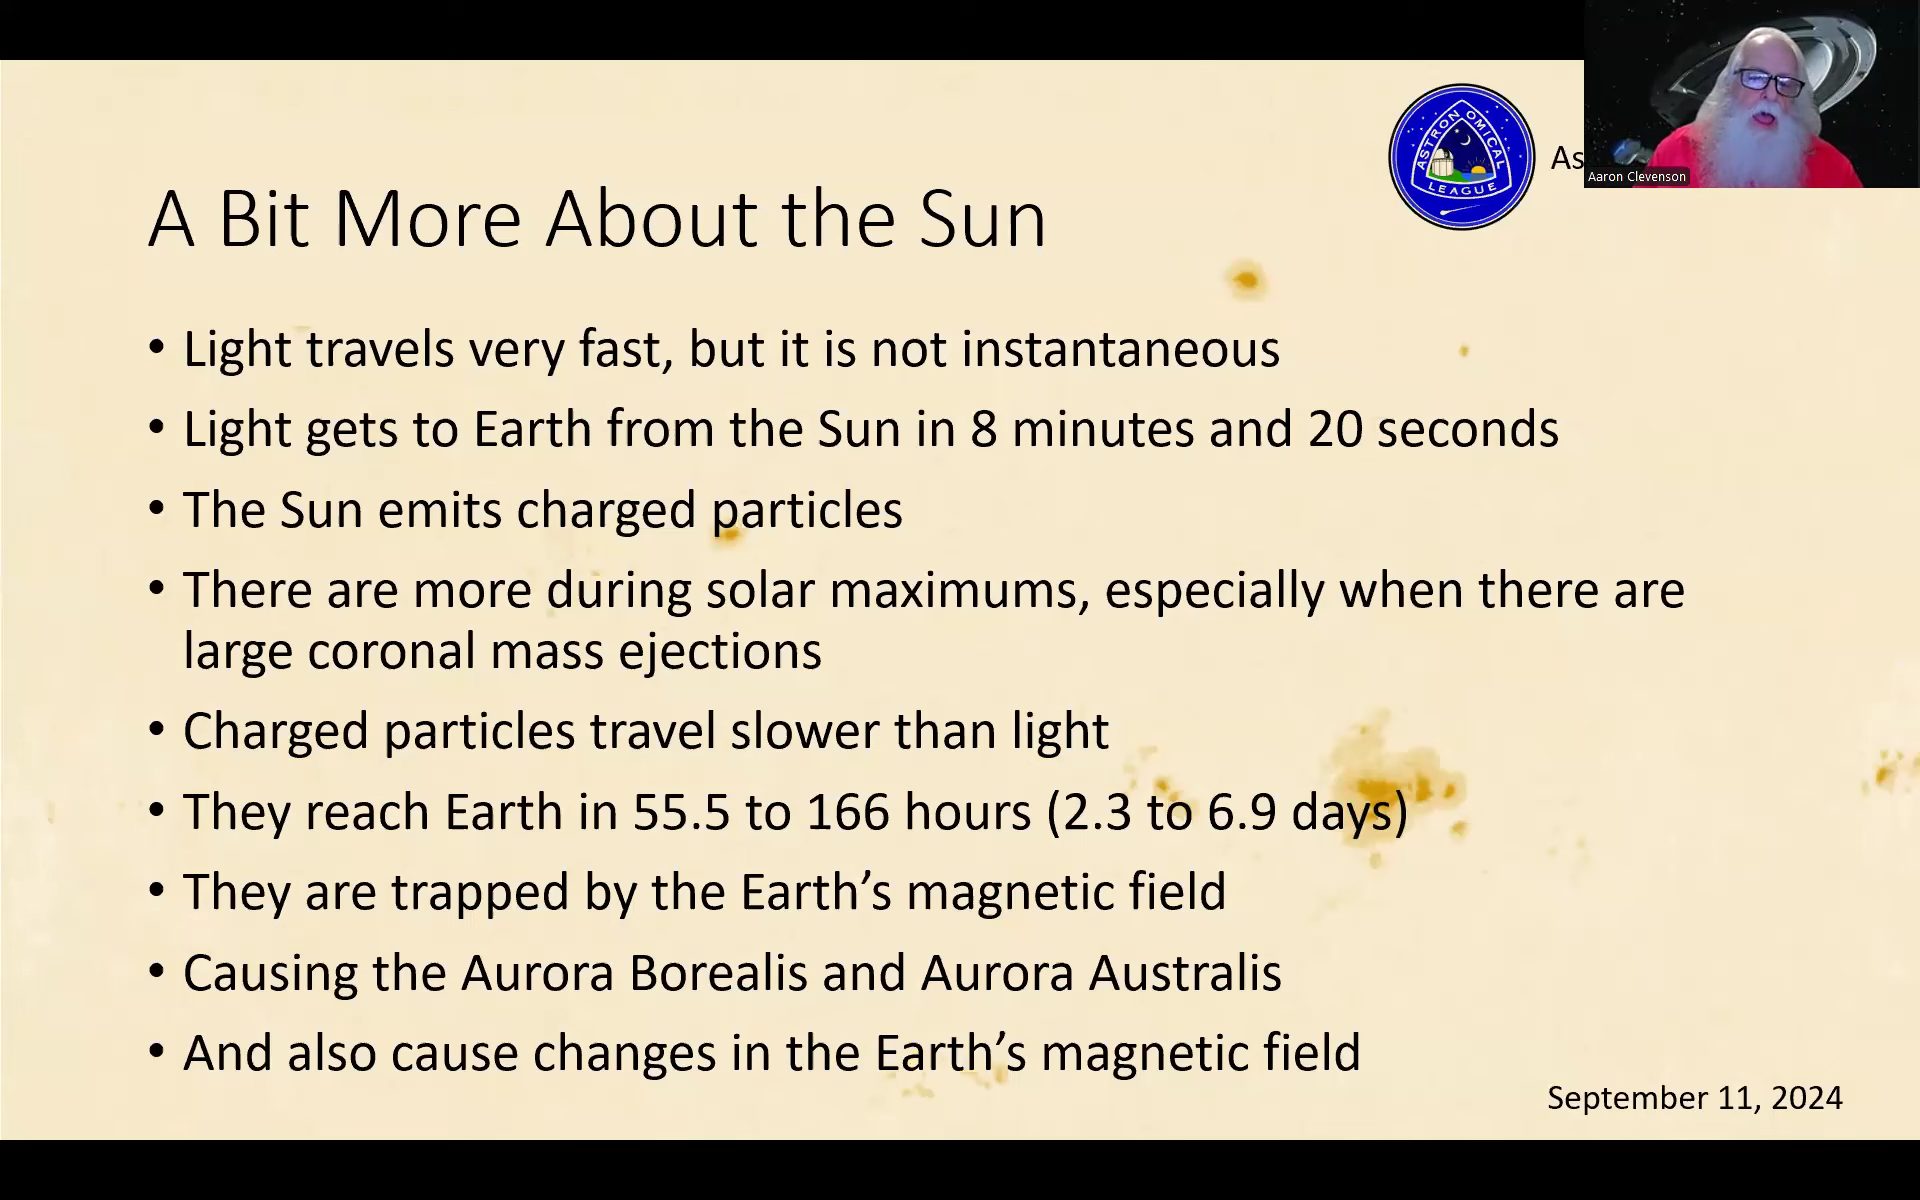 ASTRONOMICAL
LEAGUE
As
Aaron Clevenson
A Bit More About the Sun
• Light travels very fast, but it is not instantaneous
• Light gets to Earth from the Sun in 8 minutes and 20 seconds
• The Sun emits charged particles
• There are more during solar maximums, especially when there are
large coronal mass ejections
• Charged particles travel slower than light
• They reach Earth in 55.5 to 166 hours (2.3 to 6.9 days)
• They are trapped by the Earth’s magnetic field
• Causing the Aurora Borealis and Aurora Australis
• And also cause changes in the Earth’s magnetic field
September 11, 2024